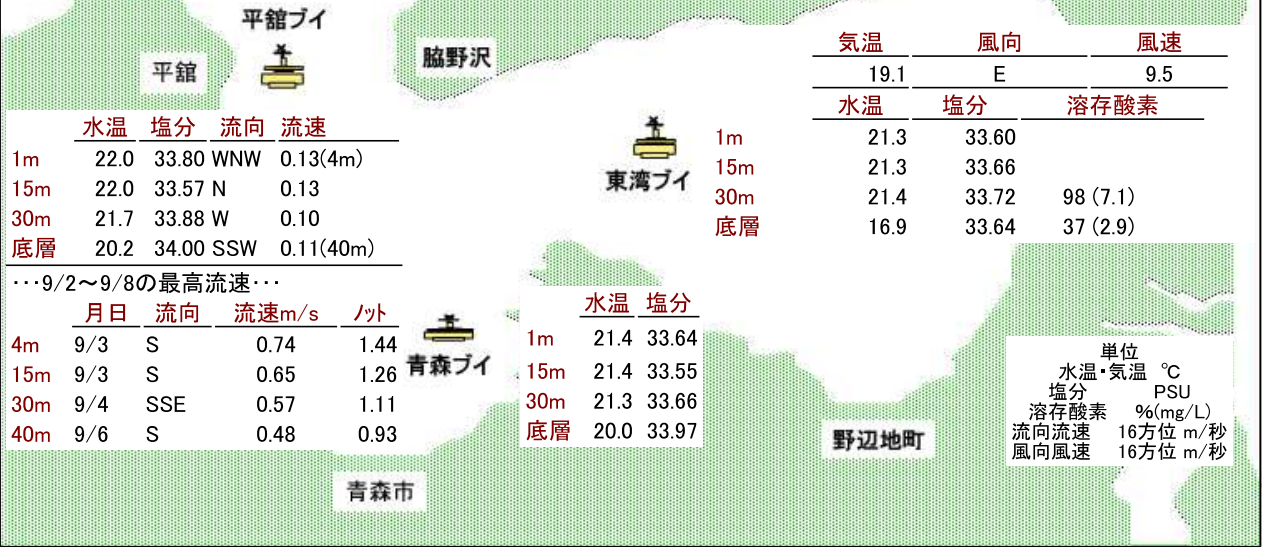 平舘ブイ
平舘
脇野沢
水温 塩分 流向 流速
1m 22.0 33.80 WNW 0.13(4m)
15m 22.0 33.57 N 0.13
30m 21.7 33.88 W 0.10
底層 20.2 34.00 SSW 0.11(40m)
・・・9/2～9/8の最高流速・・・
月日 流向 流速m/s ノット
4m 9/3 S 0.74 1.44
15m 9/3 S 0.65 1.26
30m 9/4 SSE 0.57 1.11
40m 9/6 S 0.48 0.93
東湾ブイ
気温 風向 風速
19.1 E 9.5
水温 塩分 溶存酸素
1m 21.3 33.60
15m 21.3 33.66
30m 21.4 33.72 98 (7.1)
底層 16.9 33.64 37 (2.9)
青森ブイ
水温 塩分
1m 21.4 33.64
15m 21.4 33.55
30m 21.3 33.66
底層 20.0 33.97
青森市
野辺地町
単位
水温・気温 ℃
塩分 PSU
溶存酸素 %(mg/L)
流向流速 16方位 m/秒
風向風速 16方位 m/秒